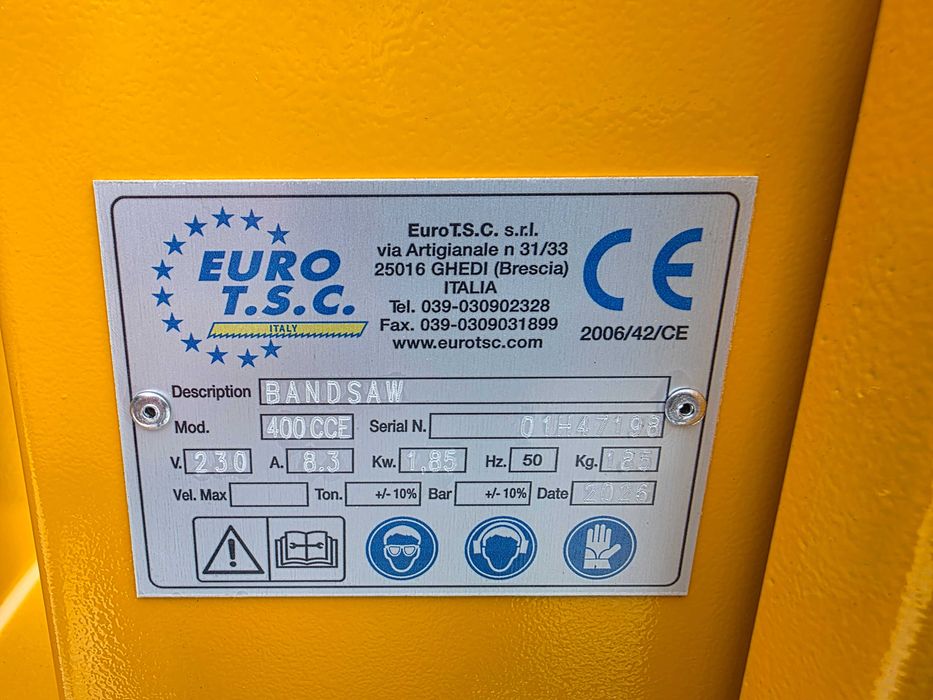 EURO
T.S.C.
ITALY
EuroT.S.C. s.r.l.
via Artigianale n 31/33
25016 GHEDI (Brescia)
ITALIA
Tel. 039-030902328
Fax. 039-0309031899
www.eurotsc.com
CE
2006/42/CE
Description BANDSAW
Mod. 400 CCE Serial N. 01H47198
V. 230 A. 8.3 Kw. 1,85 Hz. 50 Kg. 185
Vel. Max Ton. +/- 10% Bar +/- 10% Date 2026